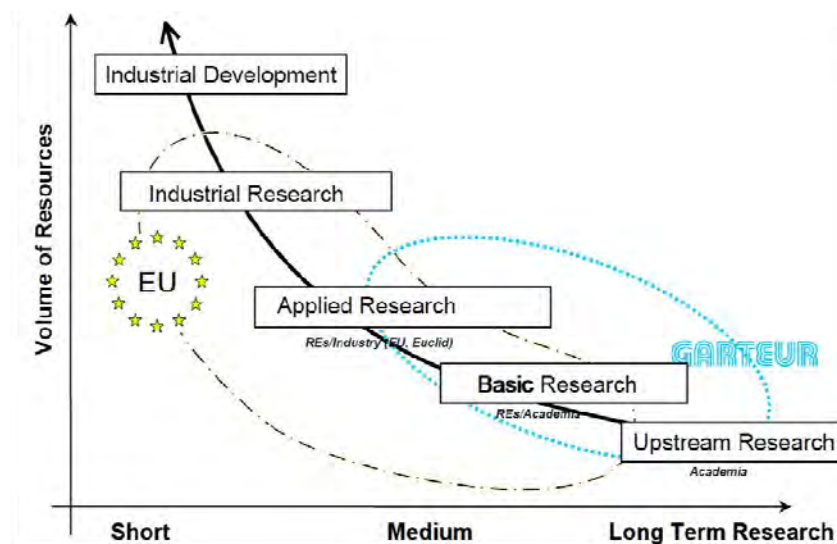 Industrial Development
Industrial Research
EU
Applied Research
REs/Industry (EU, Euclid)
GARTEUR
Basic Research
REs/Academia
Upstream Research
Academia
Volume of Resources
Short
Medium
Long Term Research